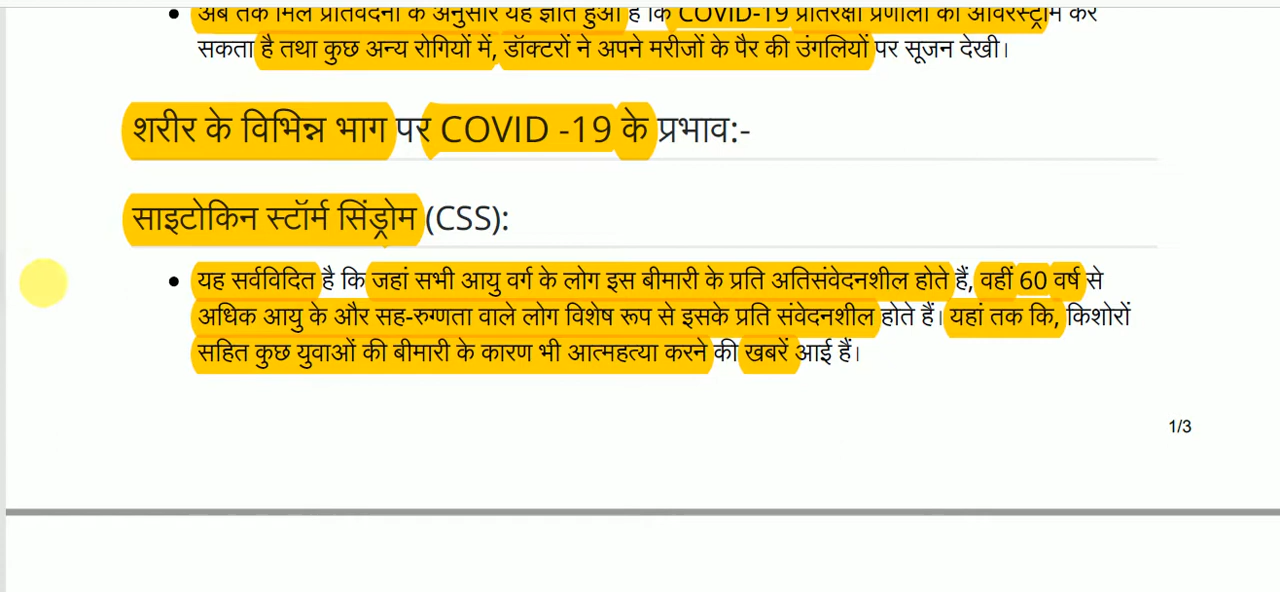 अब तक मिले प्रतिवेदनों के अनुसार यह ज्ञात हुआ है कि COVID-19 प्रतिरक्षा प्रणाली को ओवरस्ट्रीम कर
सकता है तथा कुछ अन्य रोगियों में, डॉक्टरों ने अपने मरीजों के पैर की उंगलियों पर सूजन देखी।
शरीर के विभिन्न भाग पर COVID -19 के प्रभाव:-
साइटोकिन स्टॉर्म सिंड्रोम (CSS):
यह सर्वविदित है कि जहां सभी आयु वर्ग के लोग इस बीमारी के प्रति अतिसंवेदनशील होते हैं, वहीं 60 वर्ष से
अधिक आयु के और सह-रुग्णता वाले लोग विशेष रूप से इसके प्रति संवेदनशील होते हैं। यहां तक कि, किशोरों
सहित कुछ युवाओं की बीमारी के कारण भी आत्महत्या करने की खबरें आई हैं।
1/3